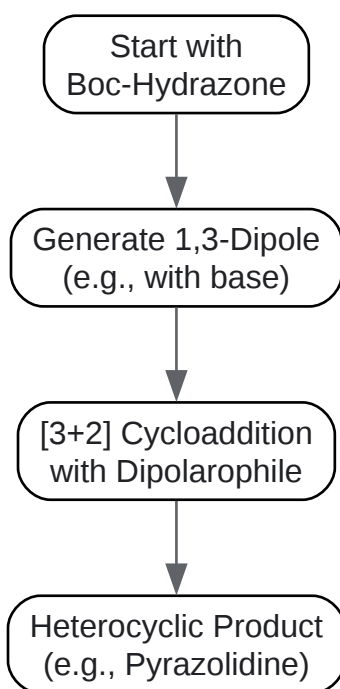 Start with
Boc-Hydrazone
Generate 1,3-Dipole
(e.g., with base)
[3+2] Cycloaddition
with Dipolarophile
Heterocyclic Product
(e.g., Pyrazolidine)